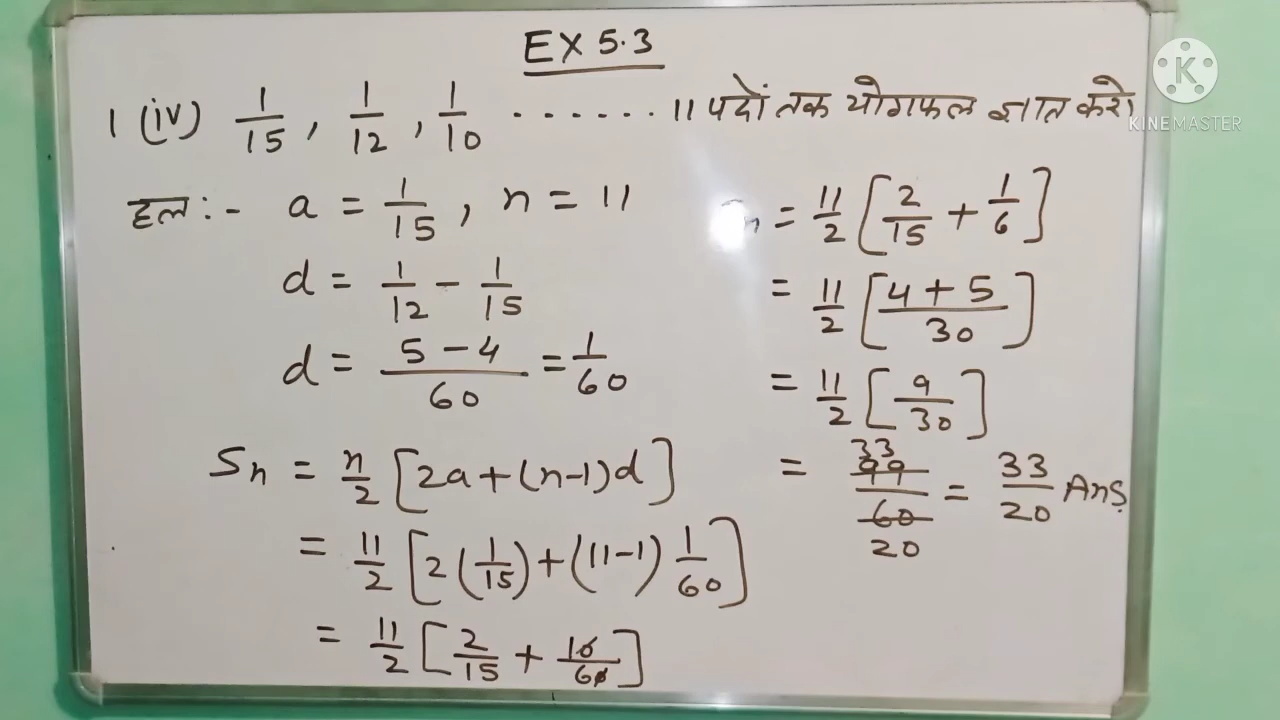 EX 5.3
1 (iv) 1/15, 1/12, 1/10 ....... 11 पदों तक योगफल ज्ञात करो
हल:- a = 1/15, n = 11
d = 1/12 - 1/15
d = (5 - 4)/60 = 1/60
Sn = n/2 [2a + (n-1)d]
= 11/2 [2(1/15) + (11-1) 1/60]
= 11/2 [2/15 + 10/60]
n = 11/2 [2/15 + 1/6]
= 11/2 [(4 + 5)/30]
= 11/2 [9/30]
33
= 99/60 = 33/20 Ans.
20
K
KINEMASTER